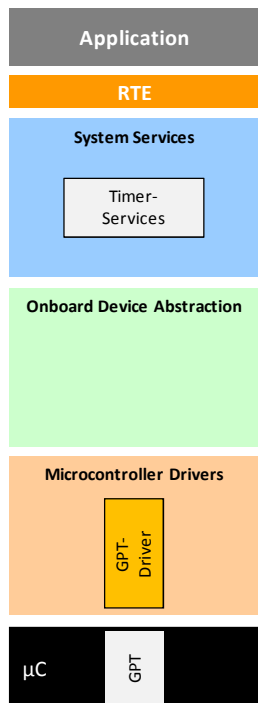 Application
RTE
System Services
Timer-
Services
Onboard Device Abstraction
Microcontroller Drivers
GPT-
Driver
µC
GPT